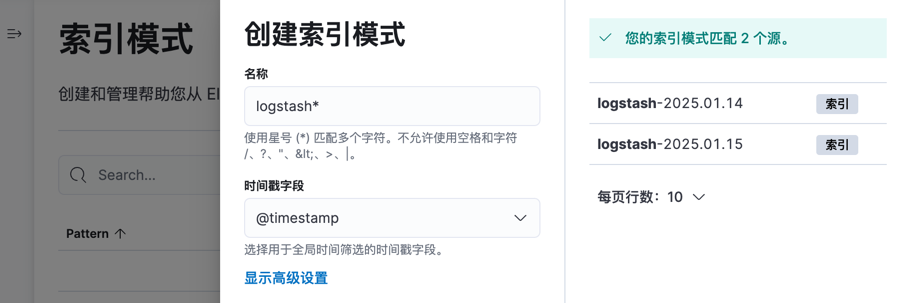 索引模式
创建和管理帮助您从 El
Search...
Pattern ↑
创建索引模式
名称
logstash*
使用星号 (*) 匹配多个字符。不允许使用空格和字符
/、?、"、&lt;、>、|。
时间戳字段
@timestamp
选择用于全局时间筛选的时间戳字段。
显示高级设置
您的索引模式匹配 2 个源。
logstash-2025.01.14 索引
logstash-2025.01.15 索引
每页行数：10